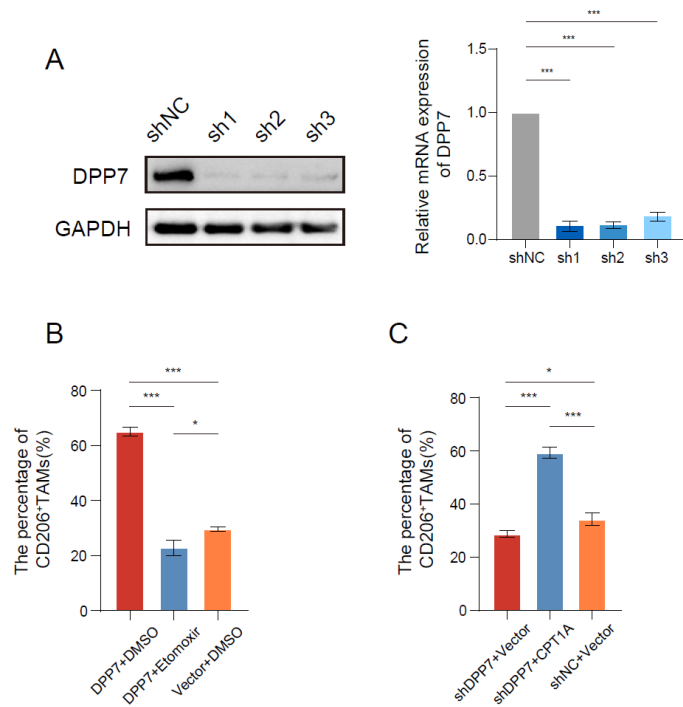 A
shNC
sh1
sh2
sh3
DPP7
GAPDH
Relative mRNA expression
of DPP7
1.5
1.0
0.5
0.0
***
***
***
shNC
sh1
sh2
sh3
B
The percentage of
CD206⁺TAMs(%)
80
60
40
20
0
***
***
*
DPP7+DMSO
DPP7+Etomoxir
Vector+DMSO
C
The percentage of
CD206⁺TAMs(%)
80
60
40
20
0
*
***
***
shDPP7+Vector
shDPP7+CPT1A
shNC+Vector